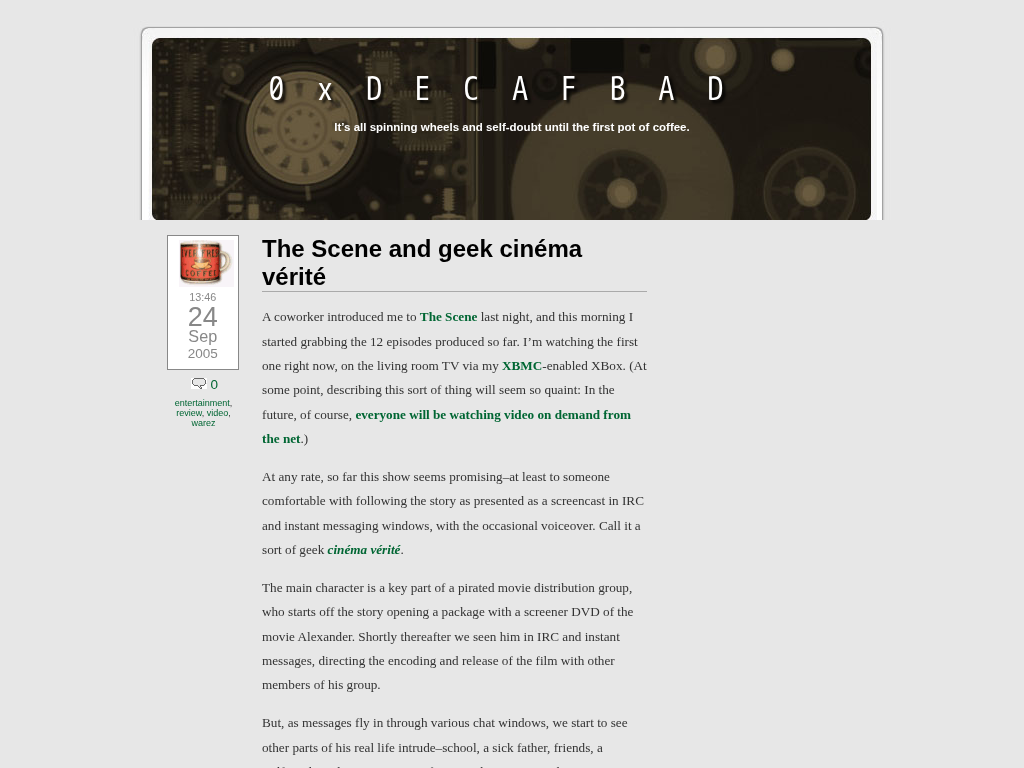 0xDECAFBAD
It's all spinning wheels and self-doubt until the first pot of coffee.
13:46
24
Sep
2005
0
entertainment,
review, video,
warez
The Scene and geek cinéma
vérité
A coworker introduced me to The Scene last night, and this morning I
started grabbing the 12 episodes produced so far. I’m watching the first
one right now, on the living room TV via my XBMC-enabled XBox. (At
some point, describing this sort of thing will seem so quaint: In the
future, of course, everyone will be watching video on demand from
the net.)
At any rate, so far this show seems promising–at least to someone
comfortable with following the story as presented as a screencast in IRC
and instant messaging windows, with the occasional voiceover. Call it a
sort of geek cinéma vérité.
The main character is a key part of a pirated movie distribution group,
who starts off the story opening a package with a screener DVD of the
movie Alexander. Shortly thereafter we seen him in IRC and instant
messages, directing the encoding and release of the film with other
members of his group.
But, as messages fly in through various chat windows, we start to see
other parts of his real life intrude–school, a sick father, friends, a